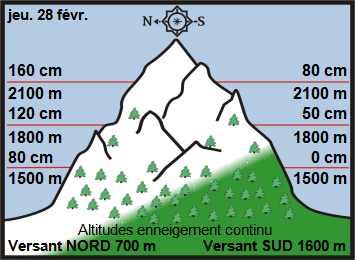 jeu. 28 févr.
N S
160 cm 80 cm
2100 m 2100 m
120 cm 50 cm
1800 m 1800 m
80 cm 0 cm
1500 m 1500 m
Altitudes enneigement continu
Versant NORD 700 m Versant SUD 1600 m